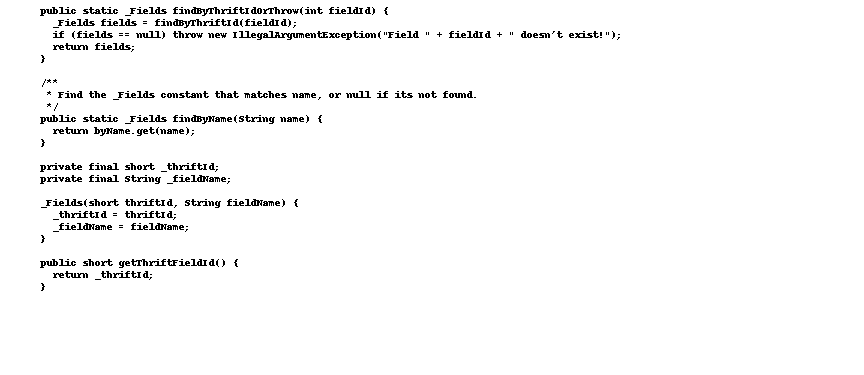 public static _Fields findByThriftIdOrThrow(int fieldId) {
  _Fields fields = findByThriftId(fieldId);
  if (fields == null) throw new IllegalArgumentException("Field " + fieldId + " doesn't exist!");
  return fields;
}

/**
 * Find the _Fields constant that matches name, or null if its not found.
 */
public static _Fields findByName(String name) {
  return byName.get(name);
}

private final short _thriftId;
private final String _fieldName;

_Fields(short thriftId, String fieldName) {
  _thriftId = thriftId;
  _fieldName = fieldName;
}

public short getThriftFieldId() {
  return _thriftId;
}